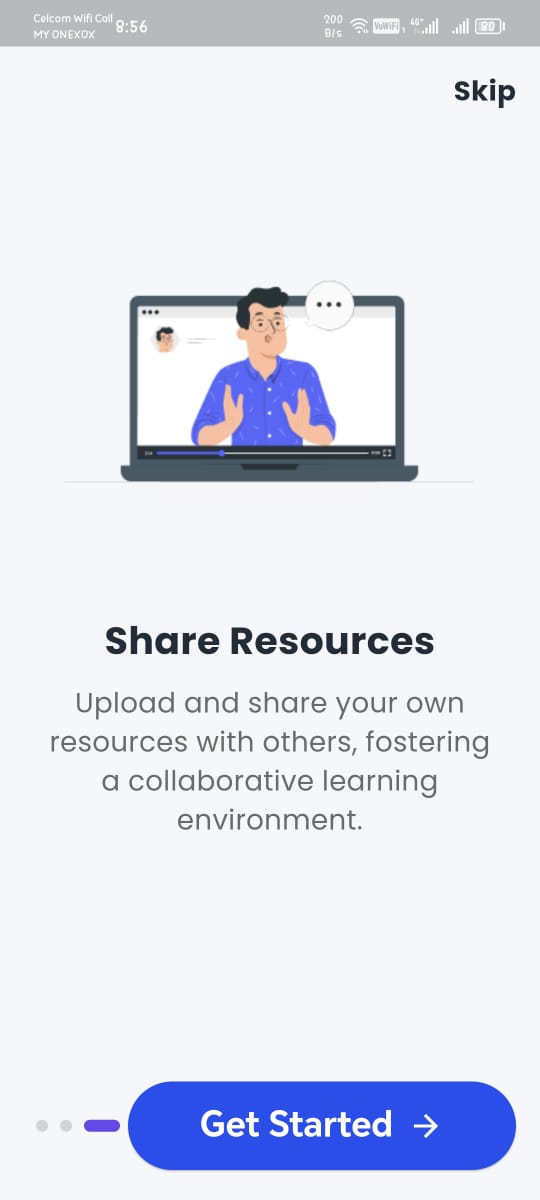 Celcom Wifi Call
MY ONEXOX
8:56
200
B/s
VoWiFi 1
4G+
80
Skip
Share Resources
Upload and share your own
resources with others, fostering
a collaborative learning
environment.
Get Started